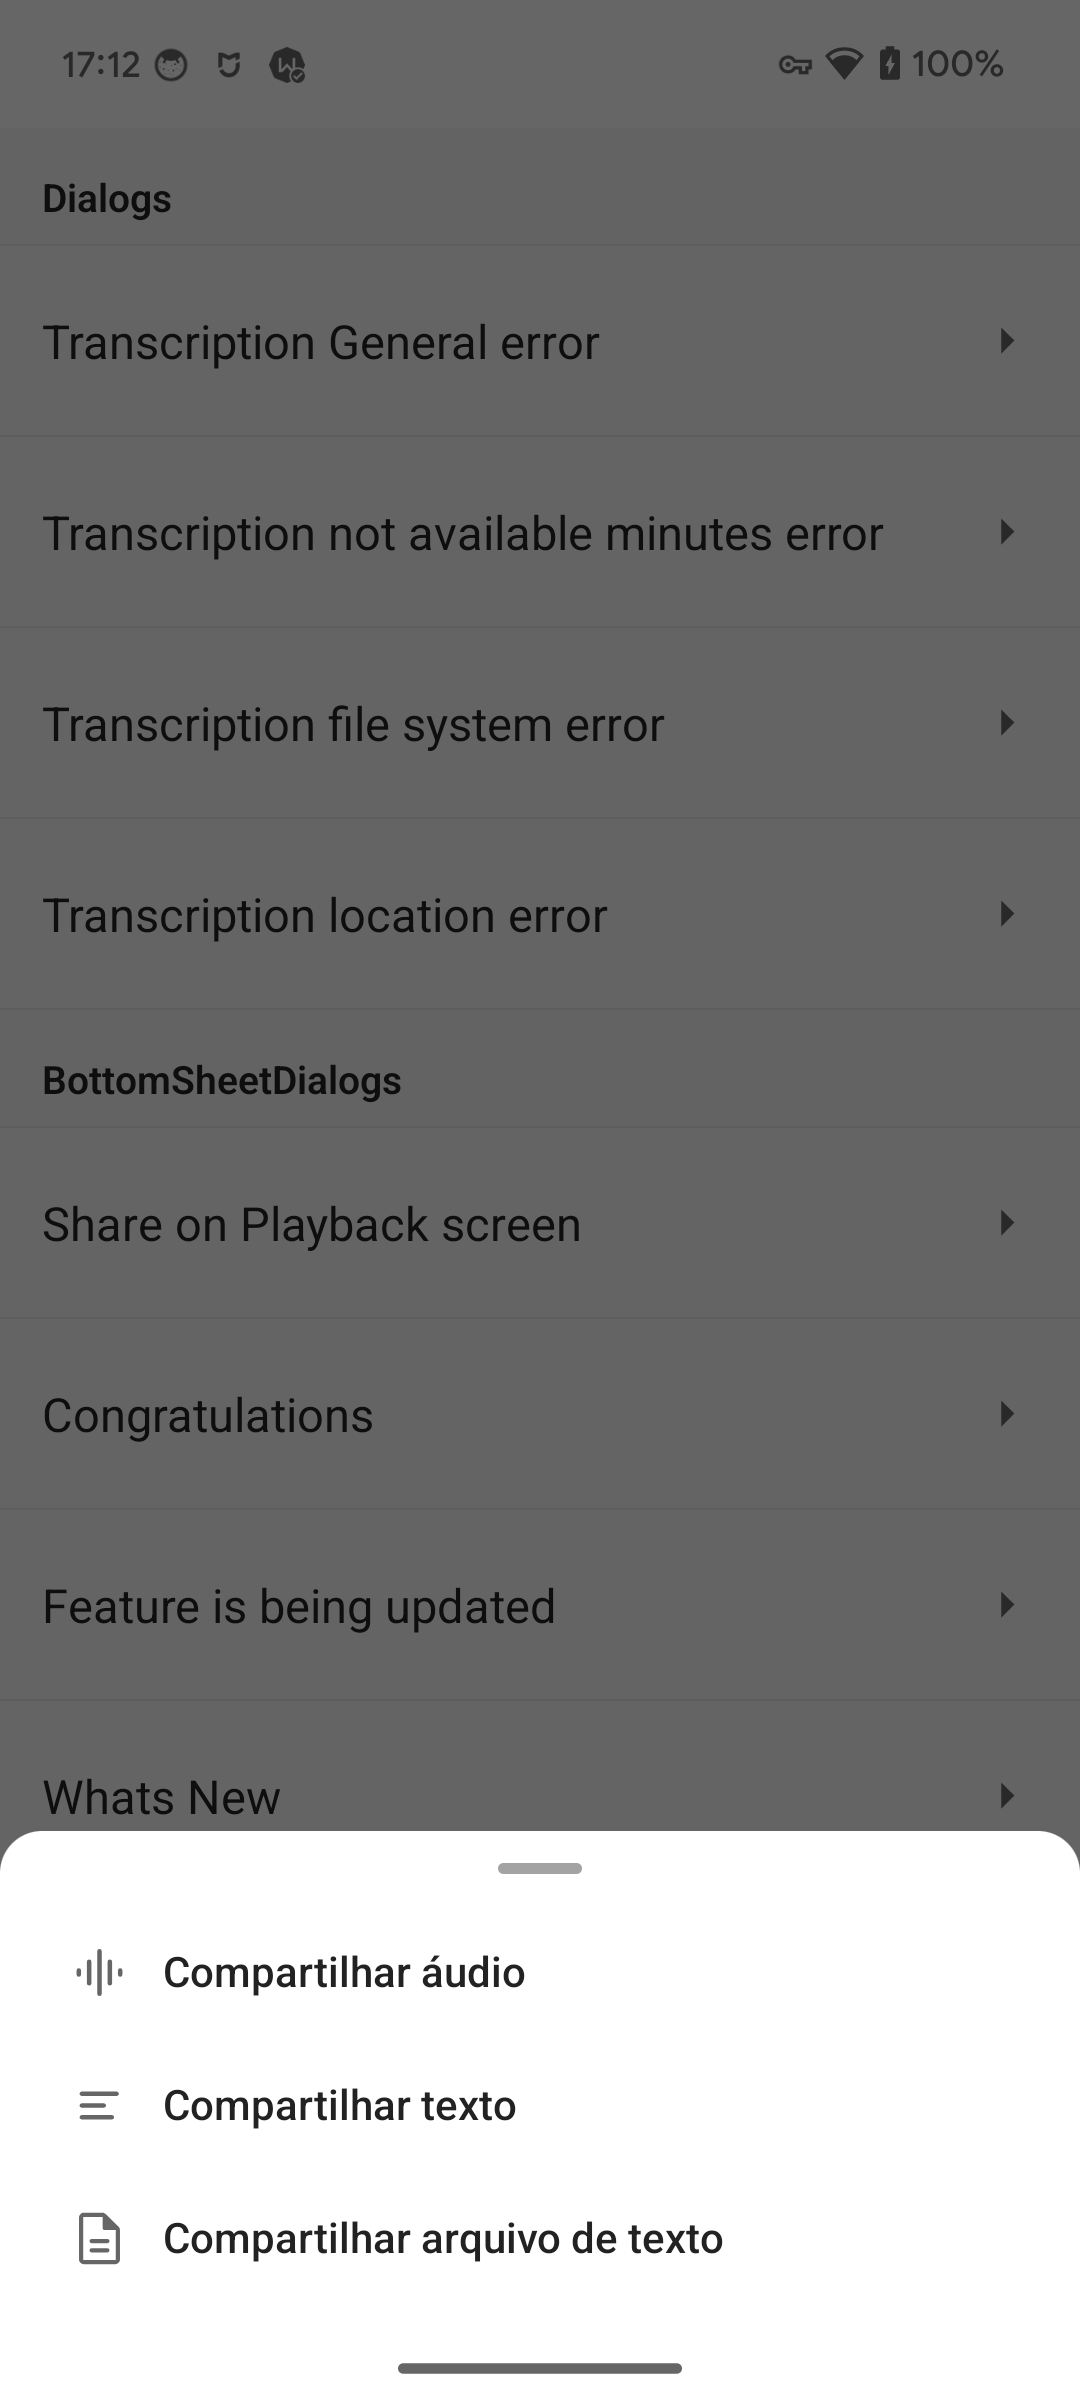 17:12
100%
Dialogs
Transcription General error
Transcription not available minutes error
Transcription file system error
Transcription location error
BottomSheetDialogs
Share on Playback screen
Congratulations
Feature is being updated
Whats New
Compartilhar áudio
Compartilhar texto
Compartilhar arquivo de texto